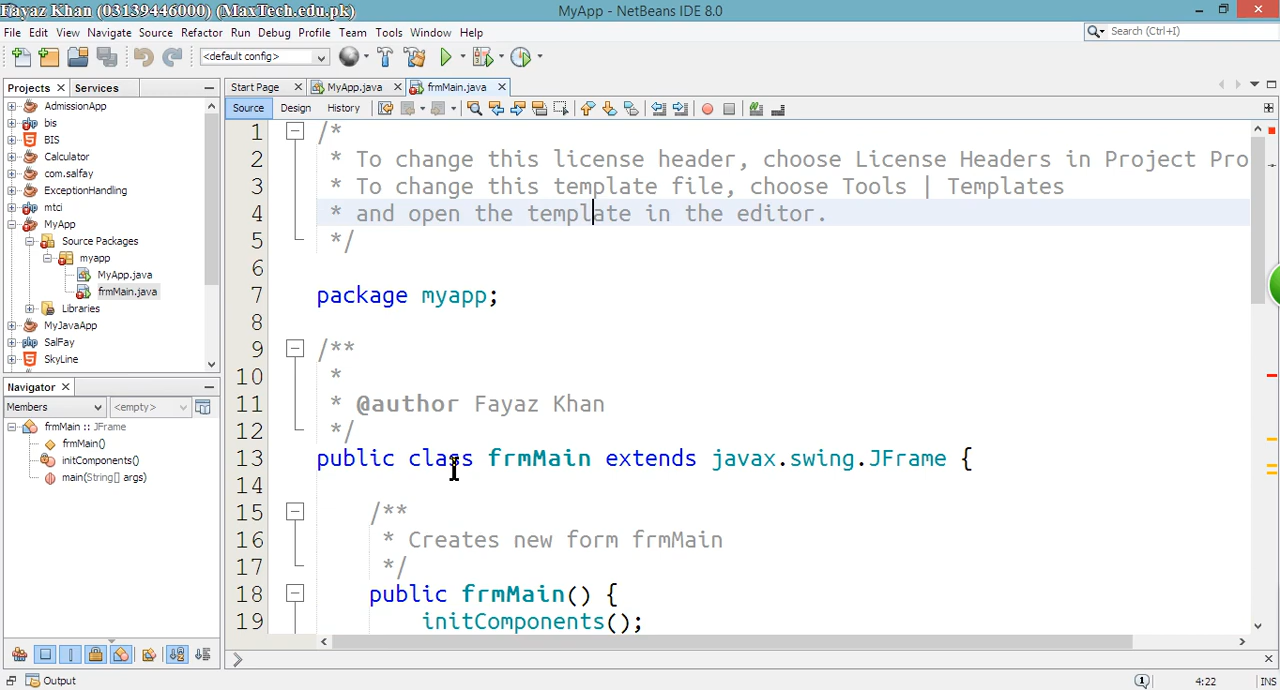 Fayaz Khan (03139446000) (MaxTech.edu.pk)
MyApp - NetBeans IDE 8.0
File Edit View Navigate Source Refactor Run Debug Profile Team Tools Window Help
Search (Ctrl+I)
<default config>
Projects Services
Start Page MyApp.java frmMain.java
Source Design History
AdmissionApp
bis
BIS
Calculator
com.salfay
ExceptionHandling
mtci
MyApp
Source Packages
myapp
MyApp.java
frmMain.java
Libraries
MyJavaApp
SalFay
SkyLine
Navigator
Members <empty>
frmMain :: JFrame
frmMain()
initComponents()
main(String[] args)
1 /*
2 * To change this license header, choose License Headers in Project Pro
3 * To change this template file, choose Tools | Templates
4 * and open the template in the editor.
5 */
6
7 package myapp;
8
9 /**
10 *
11 * @author Fayaz Khan
12 */
13 public class frmMain extends javax.swing.JFrame {
14
15 /**
16 * Creates new form frmMain
17 */
18 public frmMain() {
19 initComponents();
Output
4:22 INS